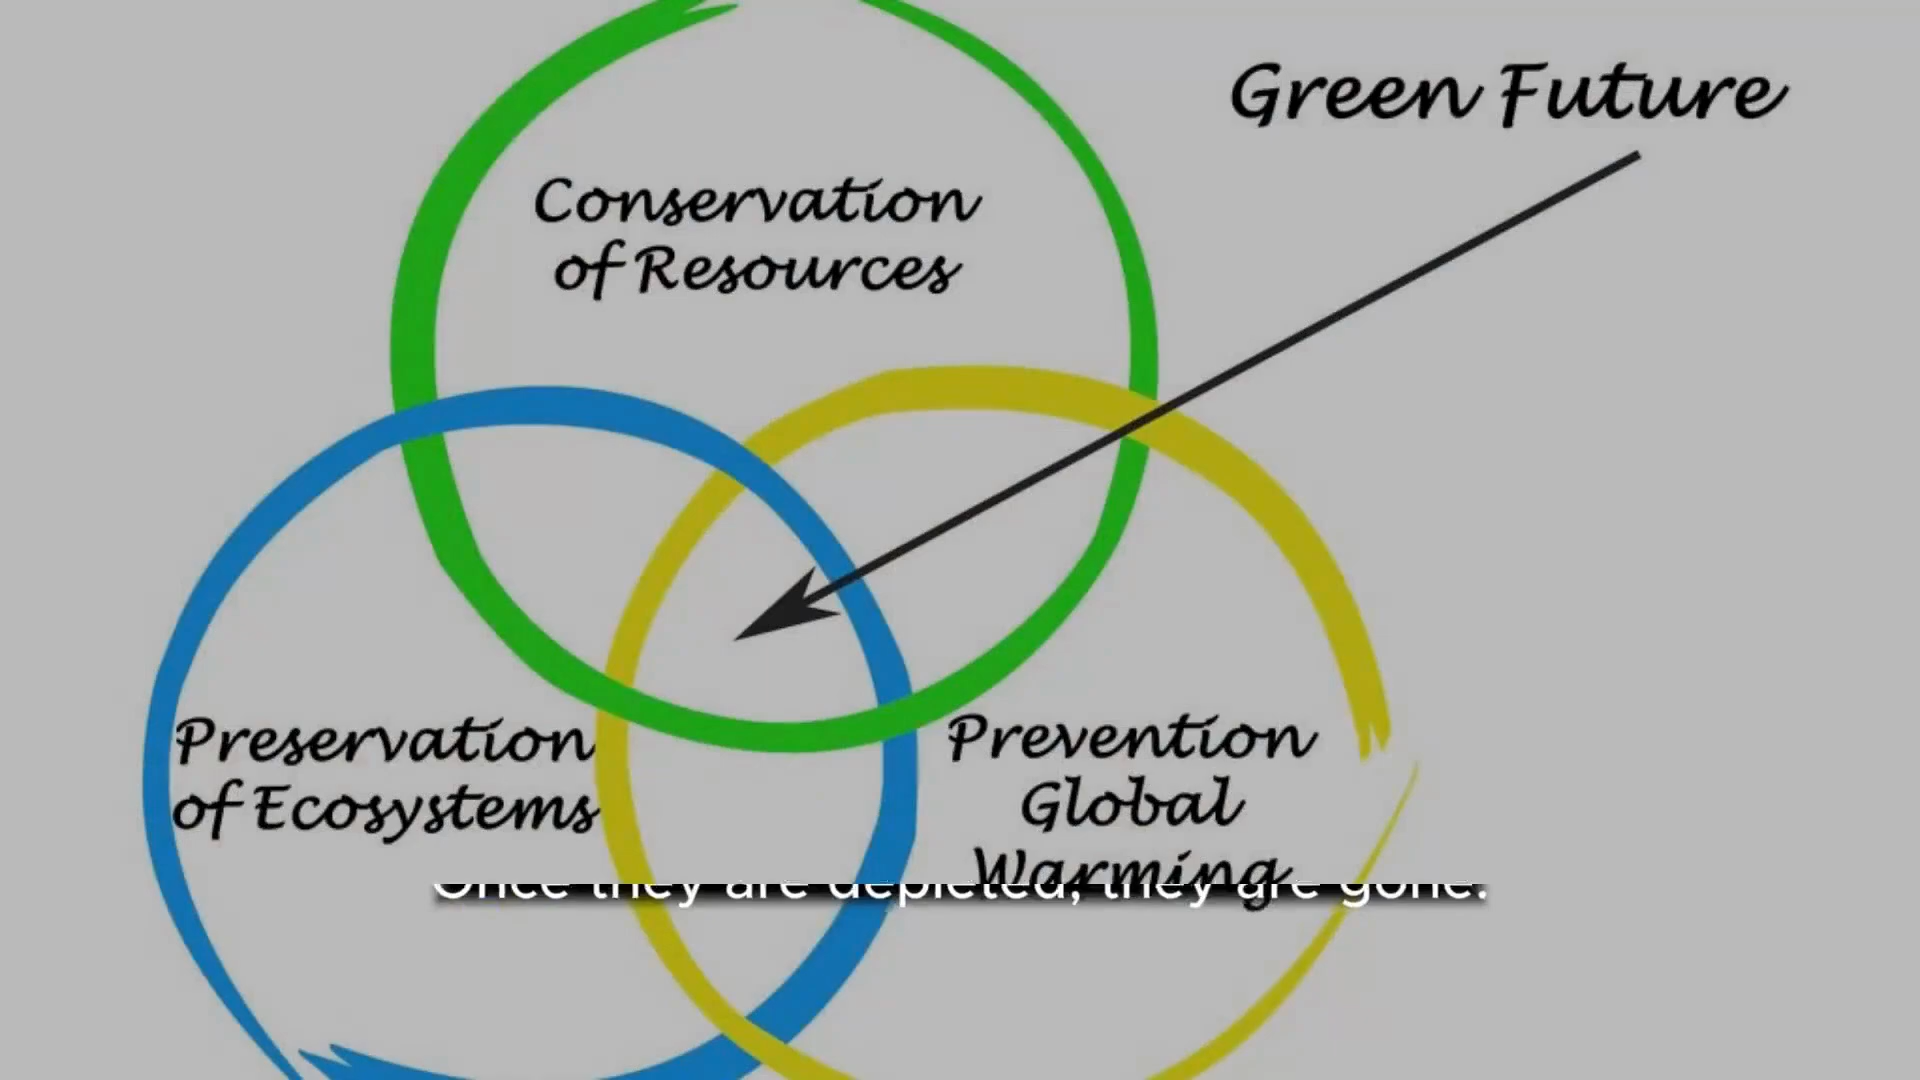 Green Future
Conservation
of Resources
Preservation
of Ecosystems
Prevention
Global
Warming
Once they are depleted, they are gone.